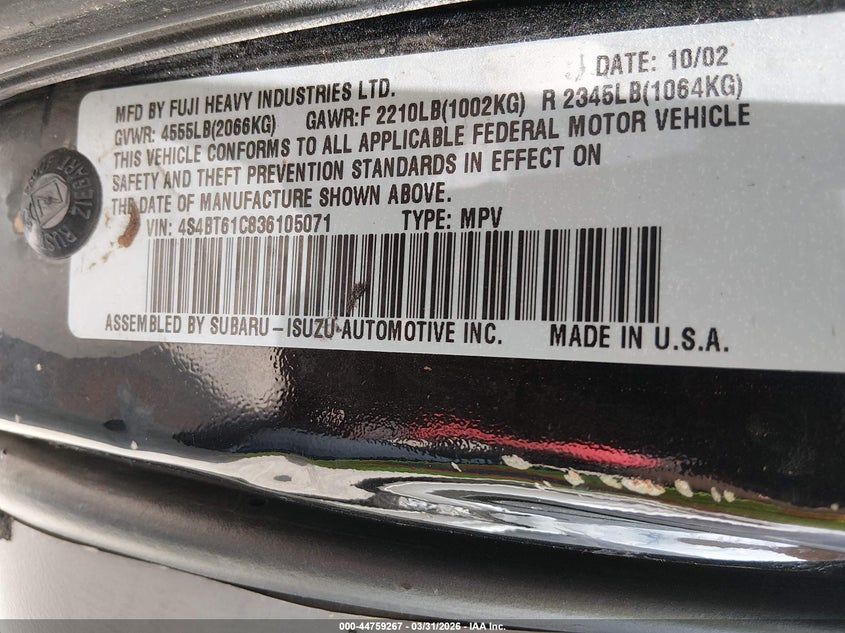 DATE: 10/02
MFD BY FUJI HEAVY INDUSTRIES LTD.
GVWR: 4555LB(2066KG) GAWR:F 2210LB(1002KG) R 2345LB(1064KG)
THIS VEHICLE CONFORMS TO ALL APPLICABLE FEDERAL MOTOR VEHICLE
SAFETY AND THEFT PREVENTION STANDARDS IN EFFECT ON
THE DATE OF MANUFACTURE SHOWN ABOVE.
VIN: 4S4BT61C836105071 TYPE: MPV
ASSEMBLED BY SUBARU-ISUZU AUTOMOTIVE INC. MADE IN U.S.A.
000-44759267 - 03/31/2026 - IAA Inc.